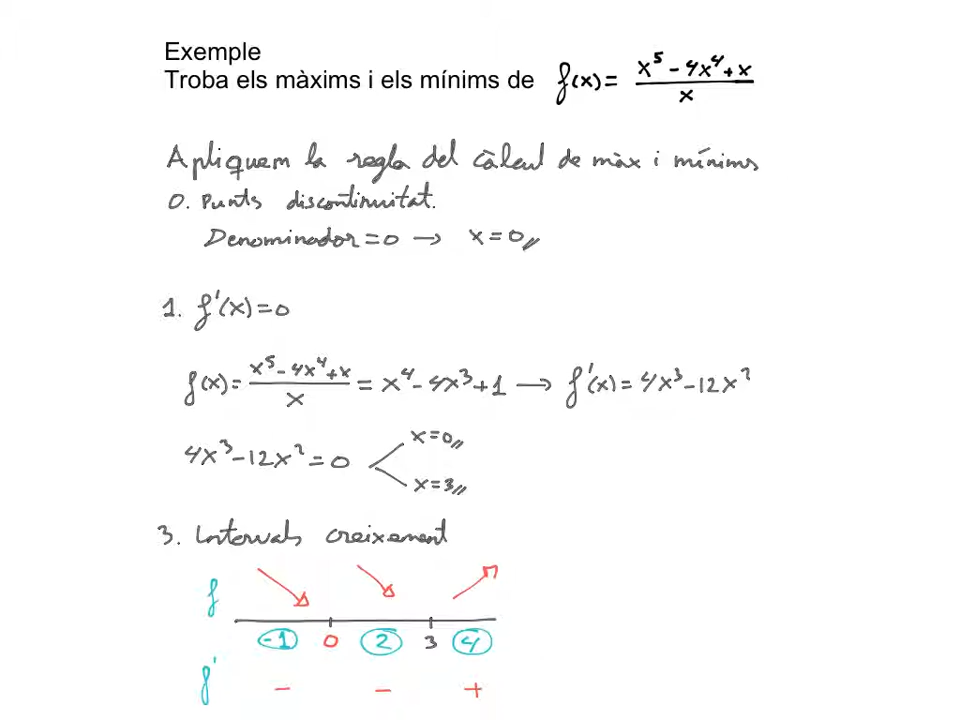 Exemple
Troba els màxims i els mínims de f(x) = (x⁵ - 4x⁴ + x) / x
Apliquem la regla del càlcul de màx i mínims
0. Punts discontinuitat.
Denominador = 0 → x = 0
1. f'(x) = 0
f(x) = (x⁵ - 4x⁴ + x) / x = x⁴ - 4x³ + 1 → f'(x) = 4x³ - 12x²
4x³ - 12x² = 0
x = 0
x = 3
3. Intervals creixement
f
-1 0 2 3 4
f' - - +